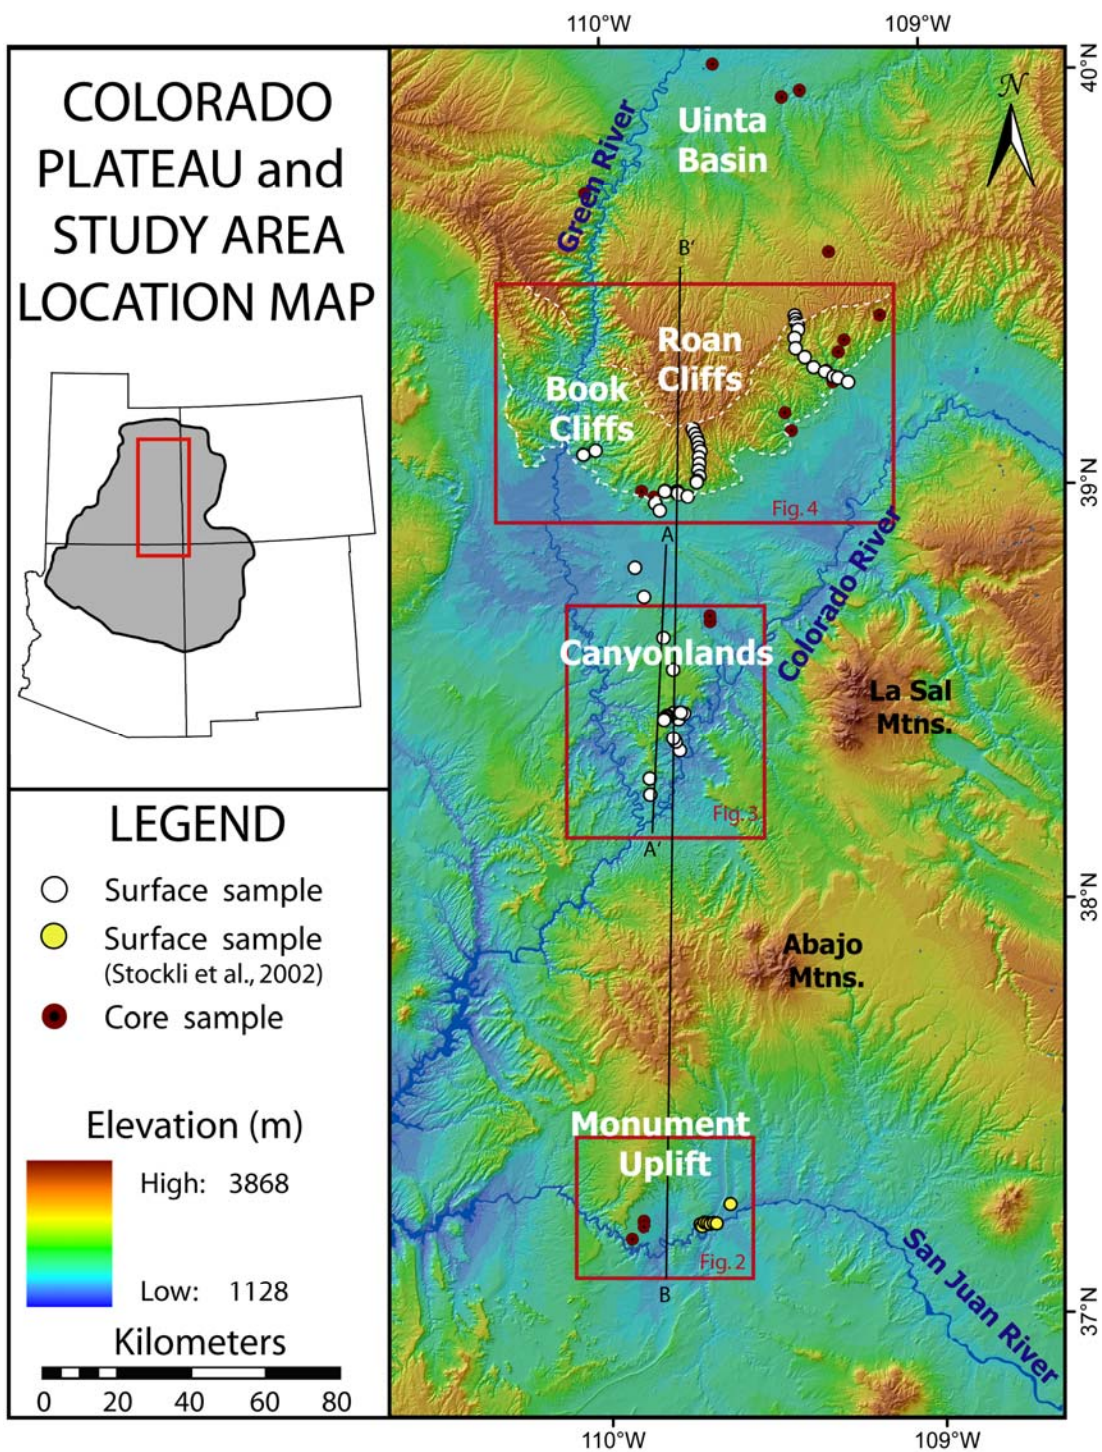 COLORADO
PLATEAU and
STUDY AREA
LOCATION MAP
LEGEND
Surface sample
Surface sample
(Stockli et al., 2002)
Core sample
Elevation (m)
High: 3868
Low: 1128
Kilometers
0 20 40 60 80
110°W 109°W
40°N
N
Uinta
Basin
Green River
B'
Roan
Cliffs
Book
Cliffs
39°N
Fig. 4
A
Colorado River
Canyonlands
La Sal
Mtns.
Fig. 3
A'
38°N
Abajo
Mtns.
Monument
Uplift
Fig. 2
B
San Juan River
37°N
110°W 109°W